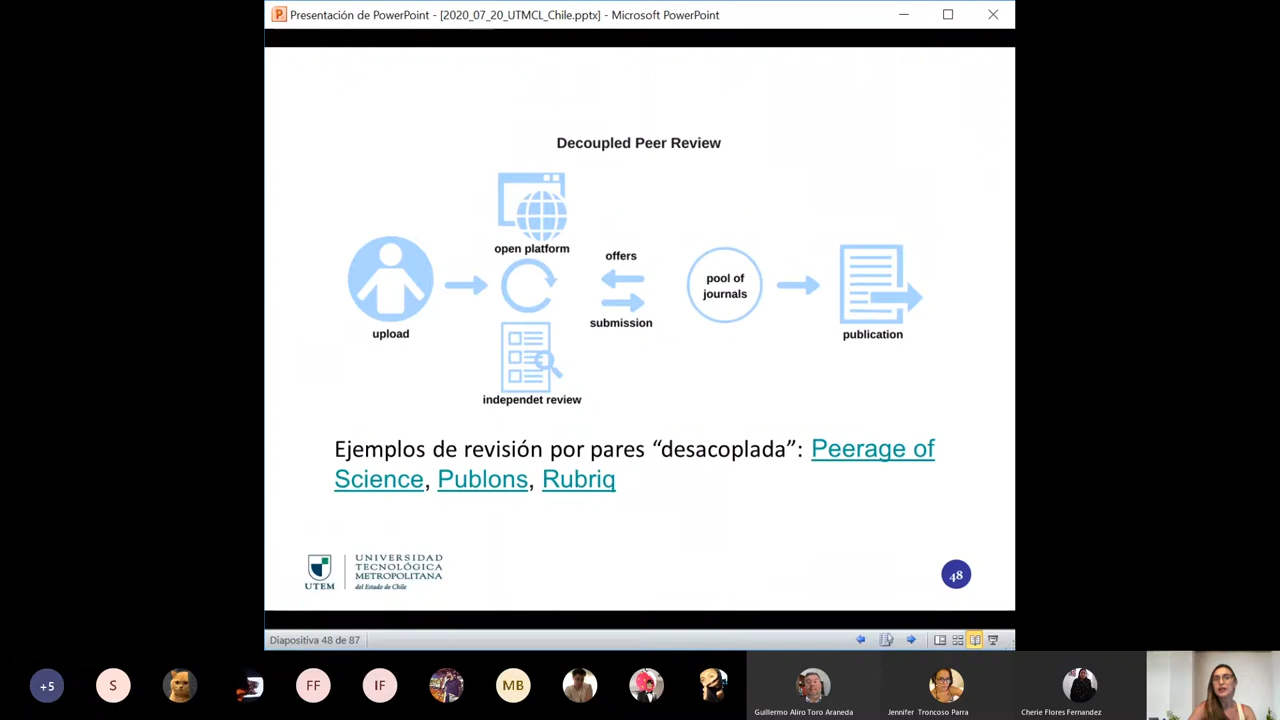 Presentación de PowerPoint - [2020_07_20_UTMCL_Chile.pptx] - Microsoft PowerPoint
Decoupled Peer Review
open platform
offers
pool of
journals
upload
submission
publication
independet review
Ejemplos de revisión por pares “desacoplada”: Peerage of
Science, Publons, Rubriq
UTEM
UNIVERSIDAD
TECNOLÓGICA
METROPOLITANA
del Estado de Chile
48
Diapositiva 48 de 87
+5
S
FF
IF
MB
Guillermo Aliro Toro Araneda
Jennifer Troncoso Parra
Cherie Flores Fernandez